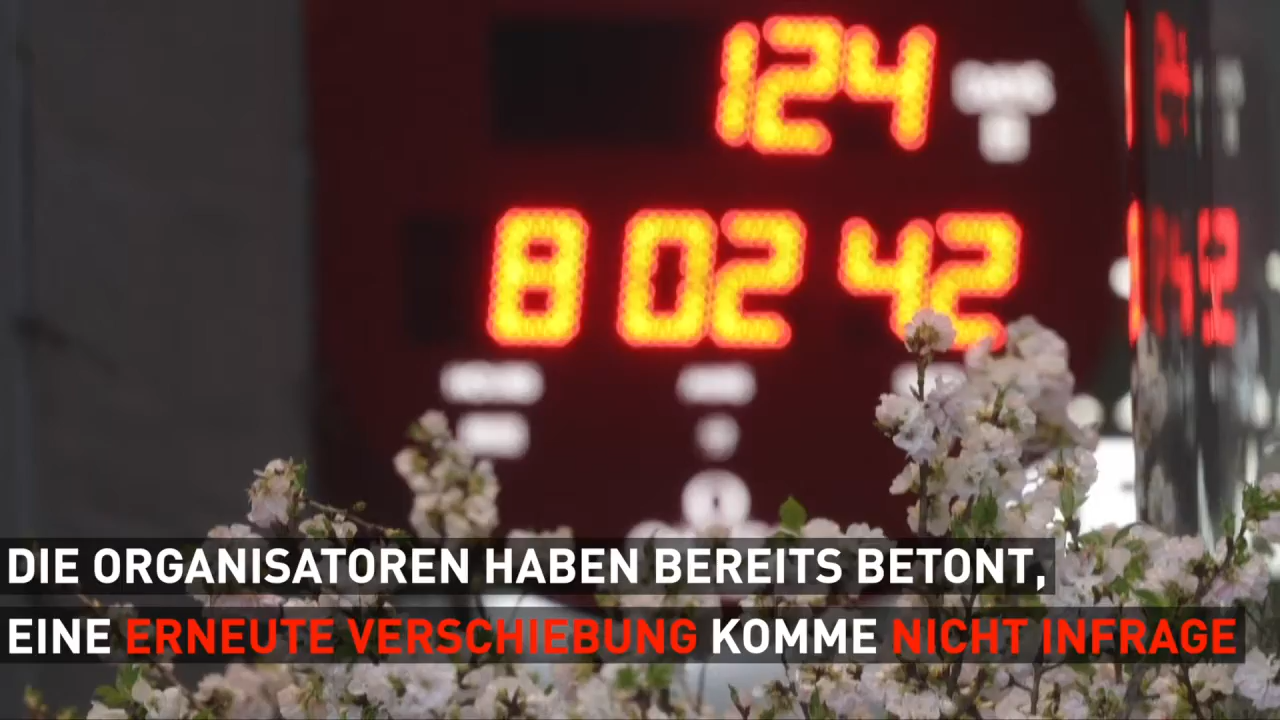 124
8 02 42
DIE ORGANISATOREN HABEN BEREITS BETONT,
EINE ERNEUTE VERSCHIEBUNG KOMME NICHT INFRAGE